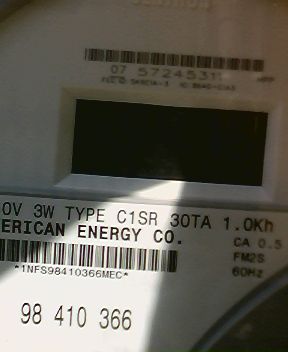 07 57245311
0V 3W TYPE C1SR 30TA 1.0Kh
ERICAN ENERGY CO. CA 0.5
FM2S
*1NFS98410366MEC* 60Hz
98 410 366